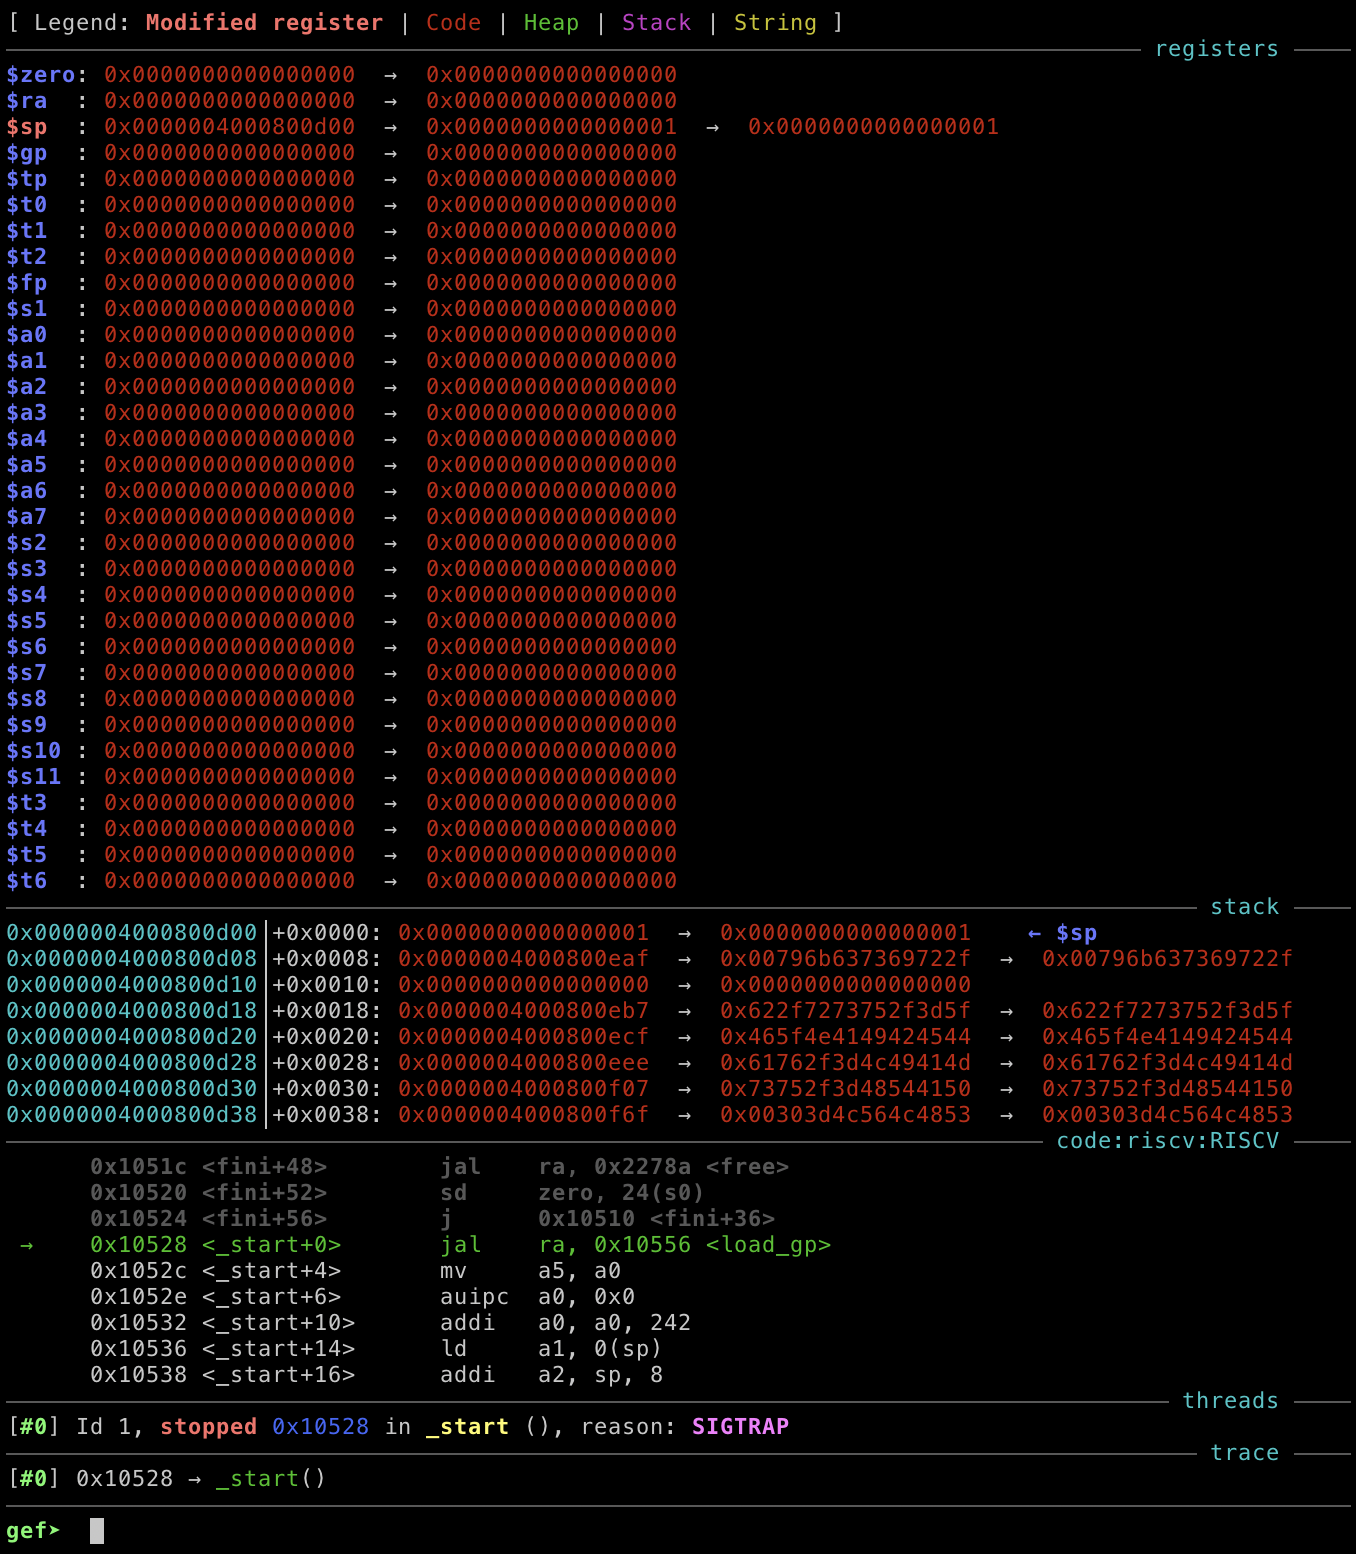 [ Legend: Modified register | Code | Heap | Stack | String ]
registers
$zero: 0x0000000000000000 → 0x0000000000000000
$ra : 0x0000000000000000 → 0x0000000000000000
$sp : 0x0000004000800d00 → 0x0000000000000001 → 0x0000000000000001
$gp : 0x0000000000000000 → 0x0000000000000000
$tp : 0x0000000000000000 → 0x0000000000000000
$t0 : 0x0000000000000000 → 0x0000000000000000
$t1 : 0x0000000000000000 → 0x0000000000000000
$t2 : 0x0000000000000000 → 0x0000000000000000
$fp : 0x0000000000000000 → 0x0000000000000000
$s1 : 0x0000000000000000 → 0x0000000000000000
$a0 : 0x0000000000000000 → 0x0000000000000000
$a1 : 0x0000000000000000 → 0x0000000000000000
$a2 : 0x0000000000000000 → 0x0000000000000000
$a3 : 0x0000000000000000 → 0x0000000000000000
$a4 : 0x0000000000000000 → 0x0000000000000000
$a5 : 0x0000000000000000 → 0x0000000000000000
$a6 : 0x0000000000000000 → 0x0000000000000000
$a7 : 0x0000000000000000 → 0x0000000000000000
$s2 : 0x0000000000000000 → 0x0000000000000000
$s3 : 0x0000000000000000 → 0x0000000000000000
$s4 : 0x0000000000000000 → 0x0000000000000000
$s5 : 0x0000000000000000 → 0x0000000000000000
$s6 : 0x0000000000000000 → 0x0000000000000000
$s7 : 0x0000000000000000 → 0x0000000000000000
$s8 : 0x0000000000000000 → 0x0000000000000000
$s9 : 0x0000000000000000 → 0x0000000000000000
$s10 : 0x0000000000000000 → 0x0000000000000000
$s11 : 0x0000000000000000 → 0x0000000000000000
$t3 : 0x0000000000000000 → 0x0000000000000000
$t4 : 0x0000000000000000 → 0x0000000000000000
$t5 : 0x0000000000000000 → 0x0000000000000000
$t6 : 0x0000000000000000 → 0x0000000000000000
stack
0x0000004000800d00│+0x0000: 0x0000000000000001 → 0x0000000000000001 ← $sp
0x0000004000800d08│+0x0008: 0x0000004000800eaf → 0x00796b637369722f → 0x00796b637369722f
0x0000004000800d10│+0x0010: 0x0000000000000000 → 0x0000000000000000
0x0000004000800d18│+0x0018: 0x0000004000800eb7 → 0x622f7273752f3d5f → 0x622f7273752f3d5f
0x0000004000800d20│+0x0020: 0x0000004000800ecf → 0x465f4e4149424544 → 0x465f4e4149424544
0x0000004000800d28│+0x0028: 0x0000004000800eee → 0x61762f3d4c49414d → 0x61762f3d4c49414d
0x0000004000800d30│+0x0030: 0x0000004000800f07 → 0x73752f3d48544150 → 0x73752f3d48544150
0x0000004000800d38│+0x0038: 0x0000004000800f6f → 0x00303d4c564c4853 → 0x00303d4c564c4853
code:riscv:RISCV
0x1051c <fini+48> jal ra, 0x2278a <free>
0x10520 <fini+52> sd zero, 24(s0)
0x10524 <fini+56> j 0x10510 <fini+36>
→ 0x10528 <_start+0> jal ra, 0x10556 <load_gp>
0x1052c <_start+4> mv a5, a0
0x1052e <_start+6> auipc a0, 0x0
0x10532 <_start+10> addi a0, a0, 242
0x10536 <_start+14> ld a1, 0(sp)
0x10538 <_start+16> addi a2, sp, 8
threads
[#0] Id 1, stopped 0x10528 in _start (), reason: SIGTRAP
trace
[#0] 0x10528 → _start()
gef➤